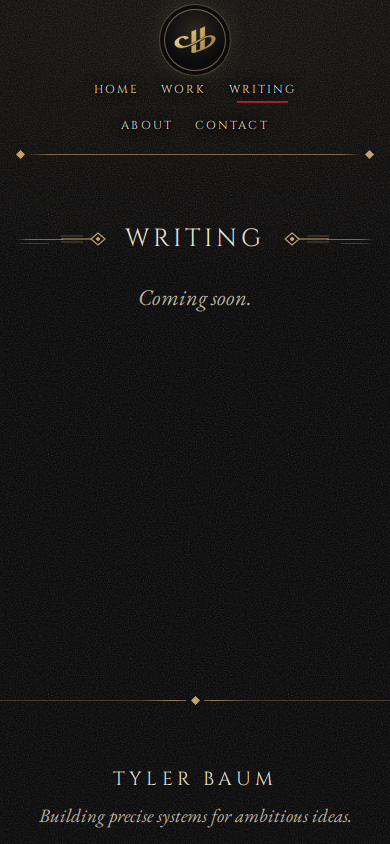 HOME WORK WRITING
ABOUT CONTACT
WRITING
Coming soon.
TYLER BAUM
Building precise systems for ambitious ideas.